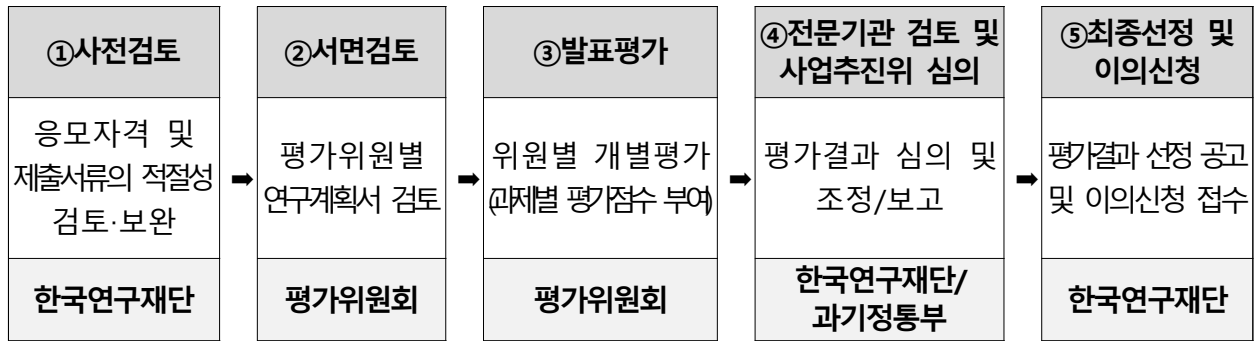 ①사전검토
응모자격 및
제출서류의 적절성
검토·보완
한국연구재단
➡
②서면검토
평가위원별
연구계획서 검토
평가위원회
➡
③발표평가
위원별 개별평가
(과제별 평가점수 부여)
평가위원회
➡
④전문기관 검토 및
사업추진위 심의
평가결과 심의 및
조정/보고
한국연구재단/
과기정통부
➡
⑤최종선정 및
이의신청
평가결과 선정 공고
및 이의신청 접수
한국연구재단